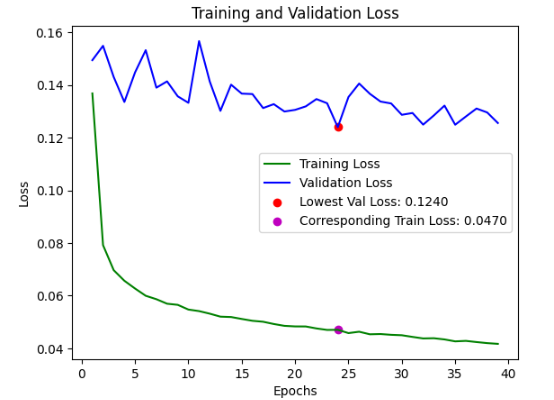 Training and Validation Loss
0.16
0.14
0.12
0.10
0.08
0.06
0.04
Loss
Training Loss
Validation Loss
Lowest Val Loss: 0.1240
Corresponding Train Loss: 0.0470
0 5 10 15 20 25 30 35 40
Epochs